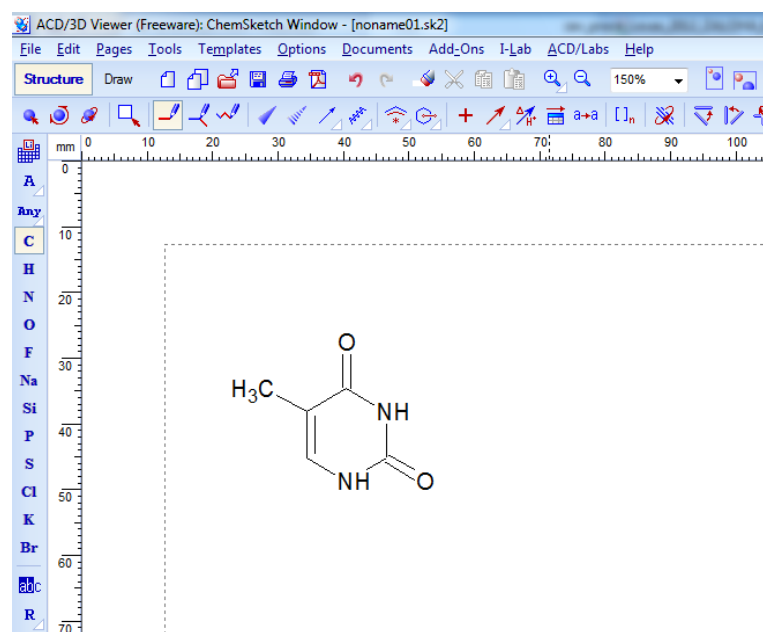 ACD/3D Viewer (Freeware): ChemSketch Window - [noname01.sk2]
File Edit Pages Tools Templates Options Documents Add-Ons I-Lab ACD/Labs Help
Structure Draw 150%
a→a []n
mm 0 10 20 30 40 50 60 70 80 90 100
0
A
Any
C 10
H
N 20
O
F 30
Na
Si
P 40
S
Cl 50
K
Br
60
abc
R
70
O
H3C
NH
NH O